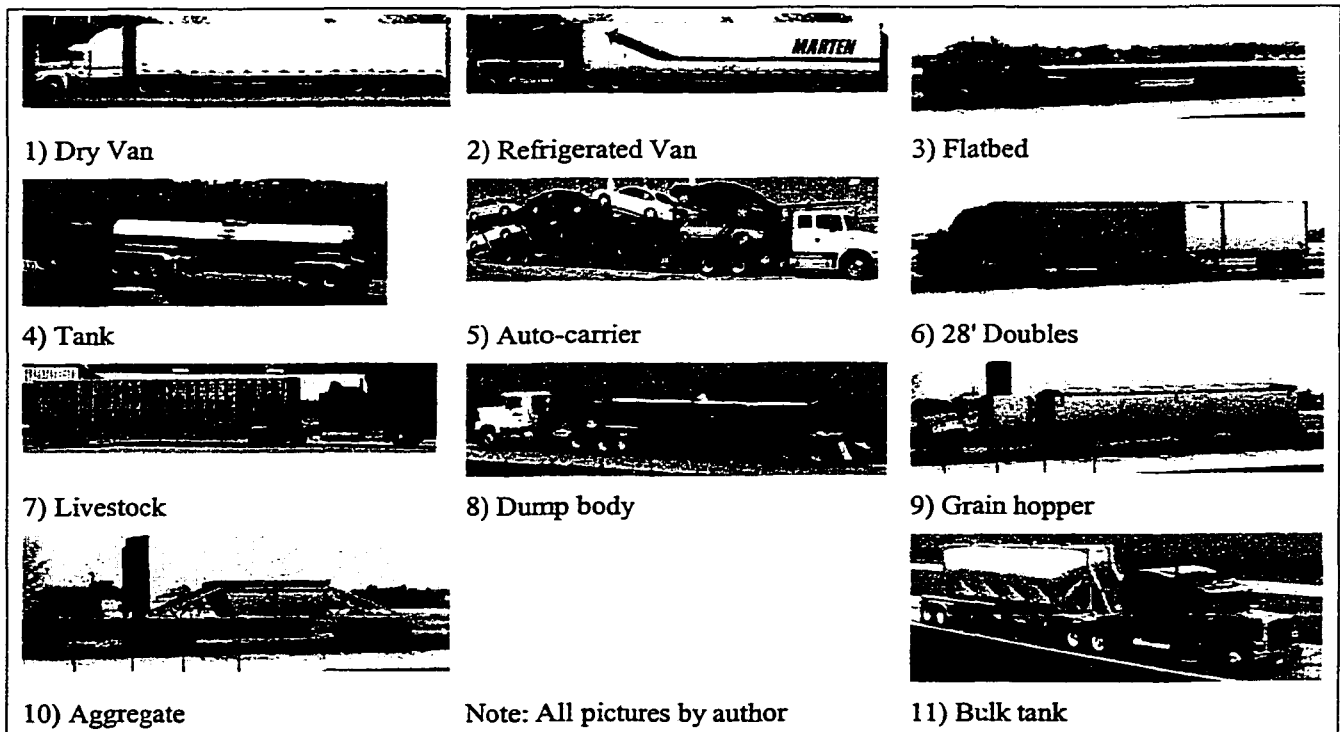 MARTEN
1) Dry Van
2) Refrigerated Van
3) Flatbed
4) Tank
5) Auto-carrier
6) 28' Doubles
7) Livestock
8) Dump body
9) Grain hopper
10) Aggregate
Note: All pictures by author
11) Bulk tank